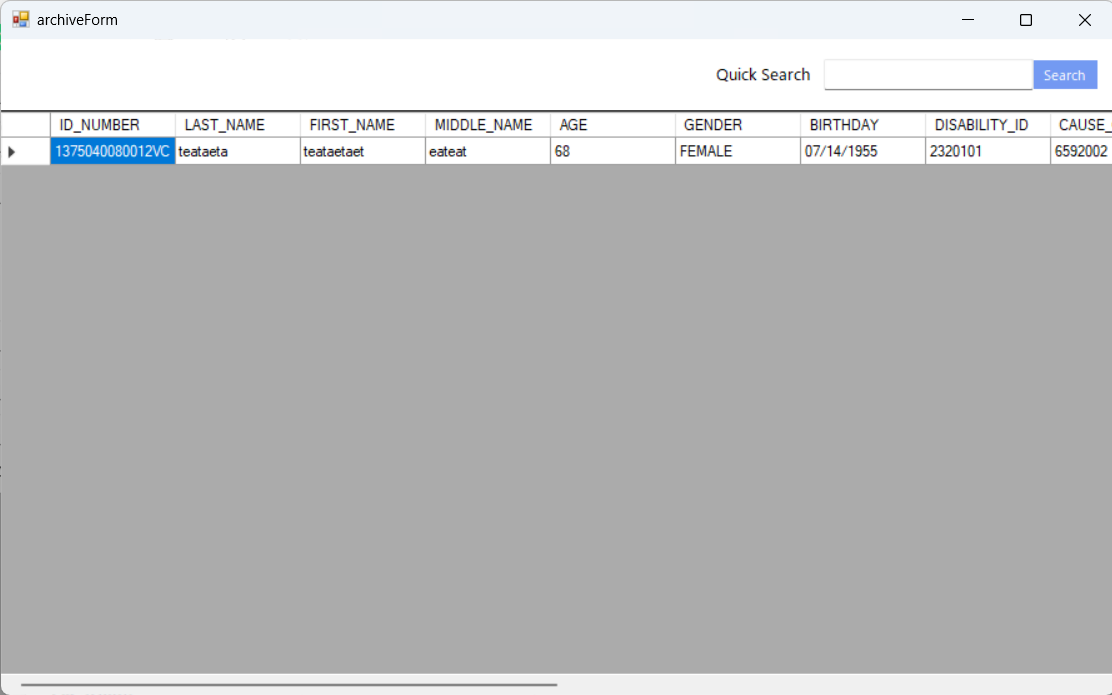 archiveForm
Quick Search Search
ID_NUMBER LAST_NAME FIRST_NAME MIDDLE_NAME AGE GENDER BIRTHDAY DISABILITY_ID CAUSE_
1375040080012VC teataeta teataetaet eateat 68 FEMALE 07/14/1955 2320101 6592002